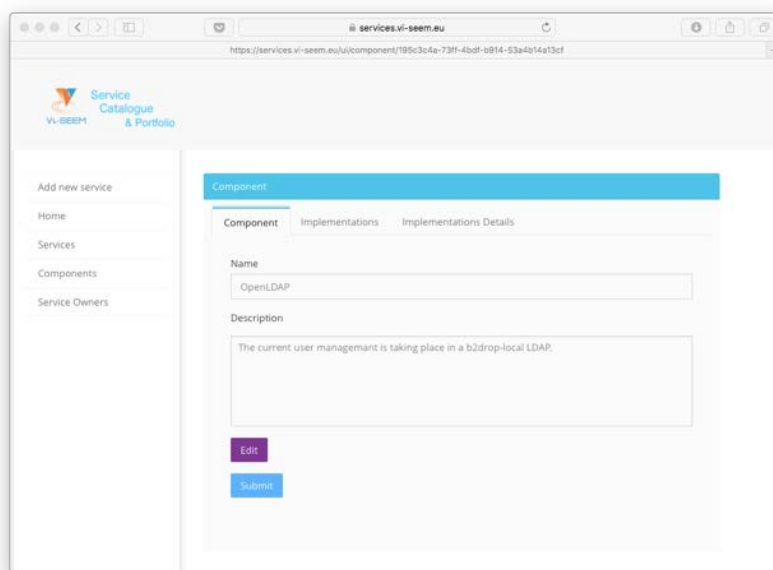 services.vi-seem.eu
https://services.vi-seem.eu/ui/component/195c3c4a-73ff-4bdf-b914-53a4b14a13cf
Service
Catalogue
& Portfolio
VI-SEEM
Add new service
Home
Services
Components
Service Owners
Component
Component Implementations Implementations Details
Name
OpenLDAP
Description
The current user managemant is taking place in a b2drop-local LDAP.
Edit
Submit